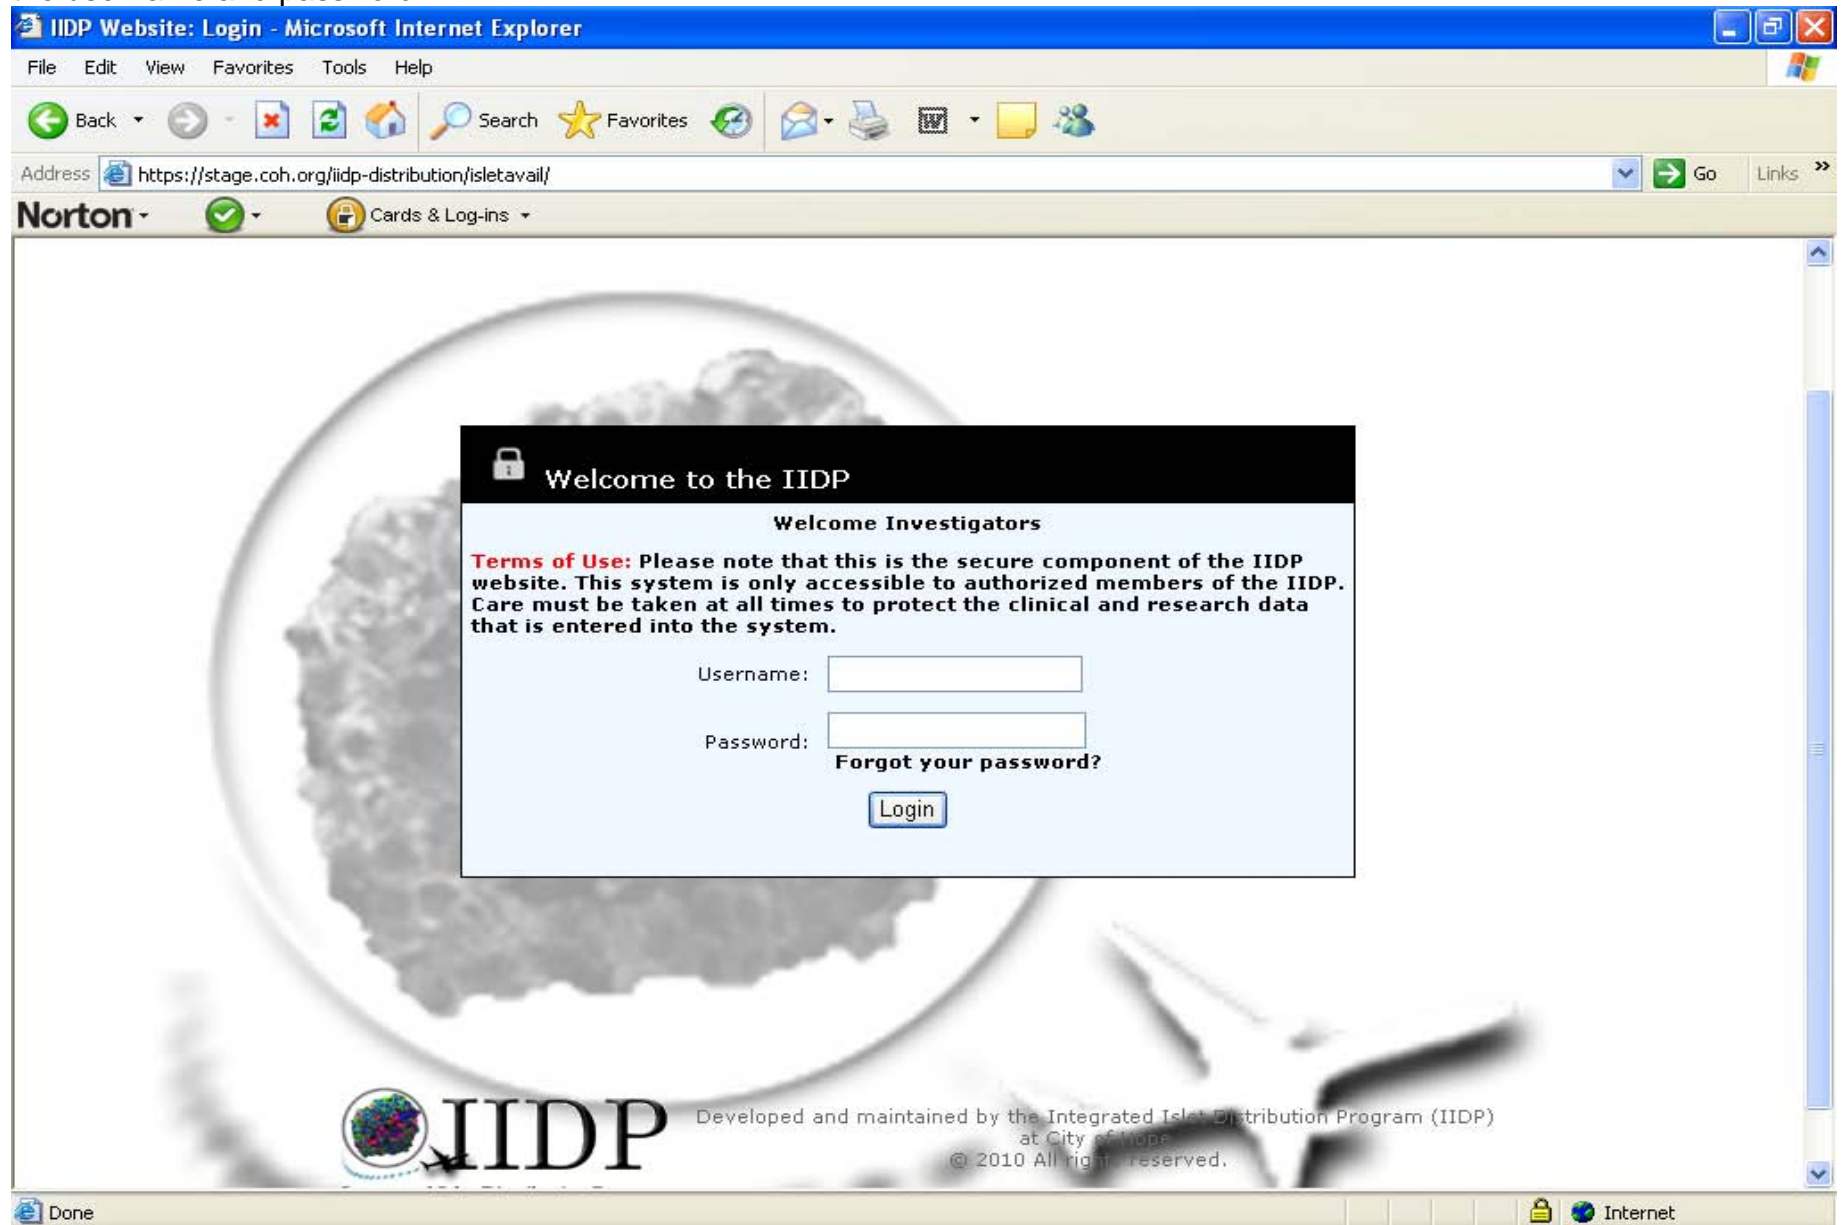 IIDP Website: Login - Microsoft Internet Explorer
File Edit View Favorites Tools Help
Back Search Favorites
Address https://stage.coh.org/iidp-distribution/isletavail/ Go Links »
Norton Cards & Log-ins
Welcome to the IIDP
Welcome Investigators
Terms of Use: Please note that this is the secure component of the IIDP
website. This system is only accessible to authorized members of the IIDP.
Care must be taken at all times to protect the clinical and research data
that is entered into the system.
Username:
Password:
Forgot your password?
Login
IIDP
Developed and maintained by the Integrated Islet Distribution Program (IIDP)
at City of Hope
© 2010 All rights reserved.
Done Internet